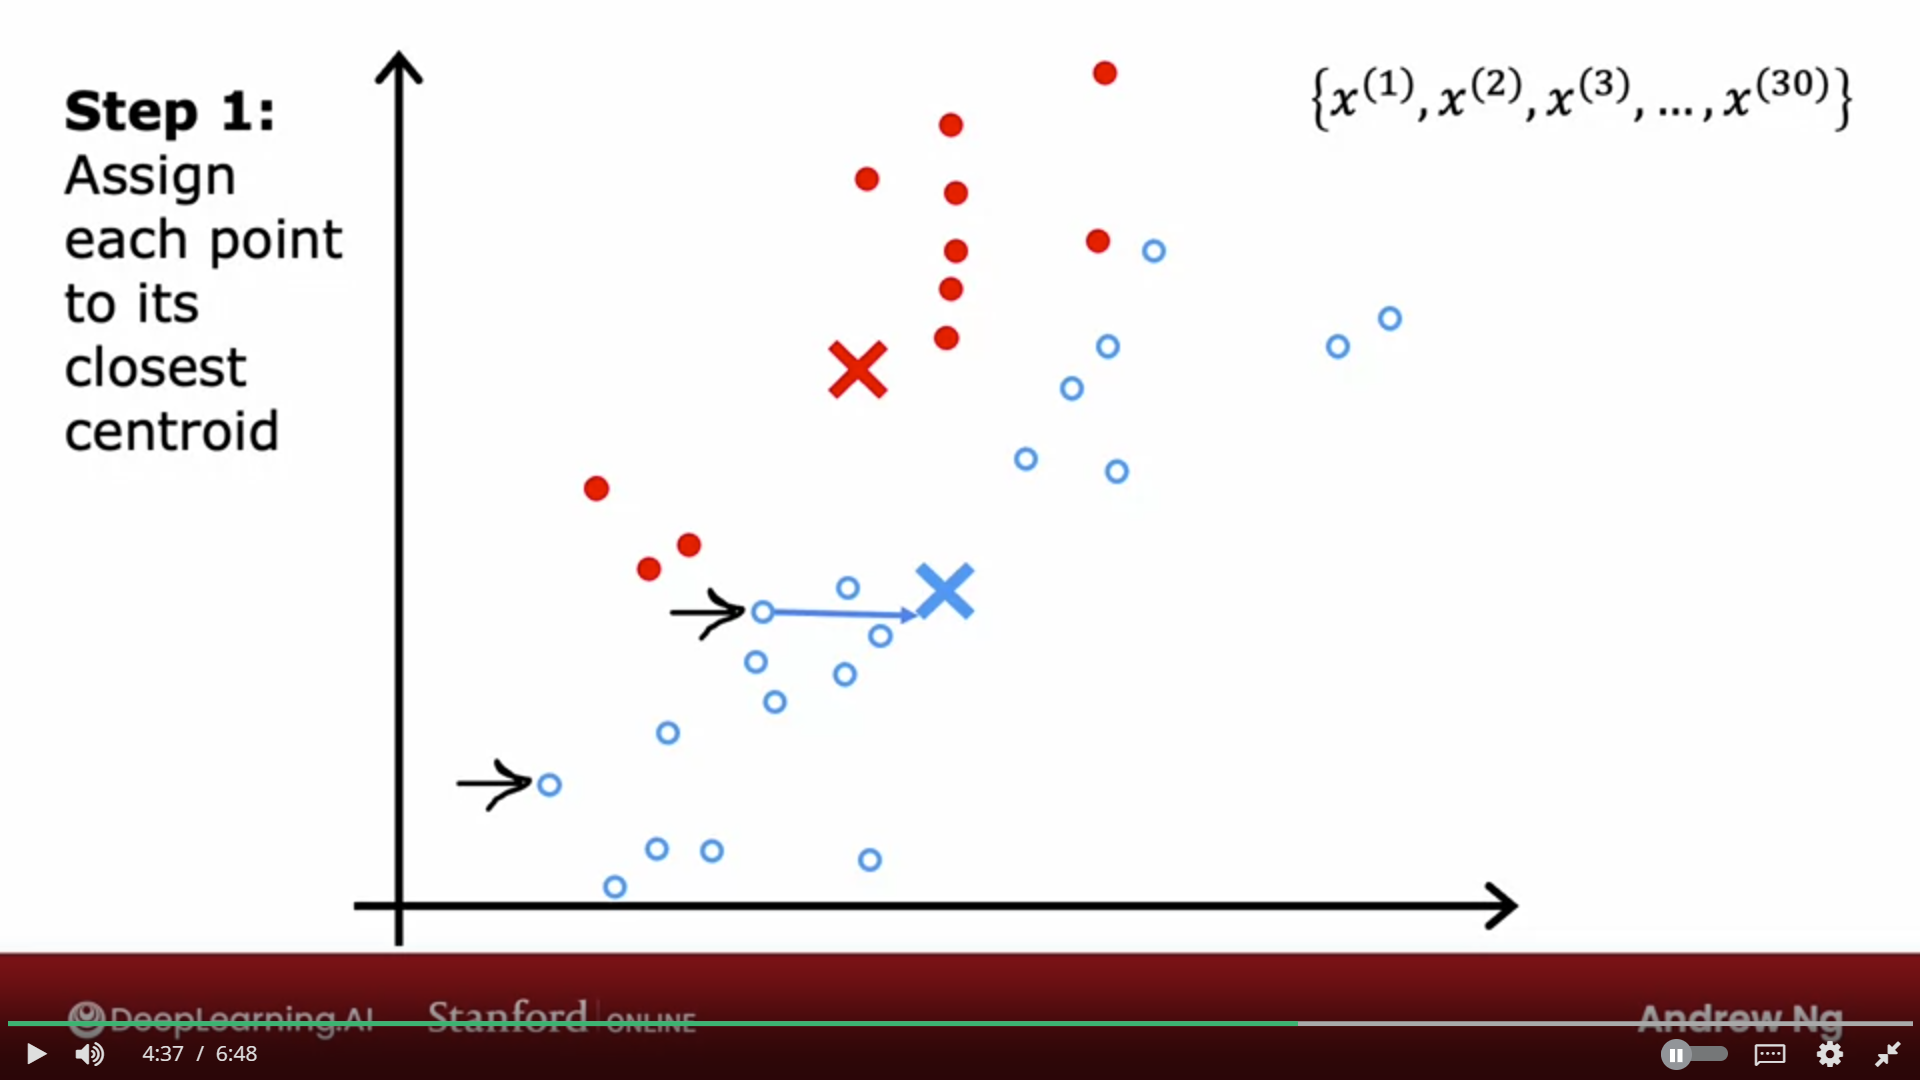 Step 1:
Assign
each point
to its
closest
centroid
{x^(1), x^(2), x^(3), ..., x^(30)}
DeepLearning.AI
Stanford | ONLINE
Andrew Ng
4:37 / 6:48